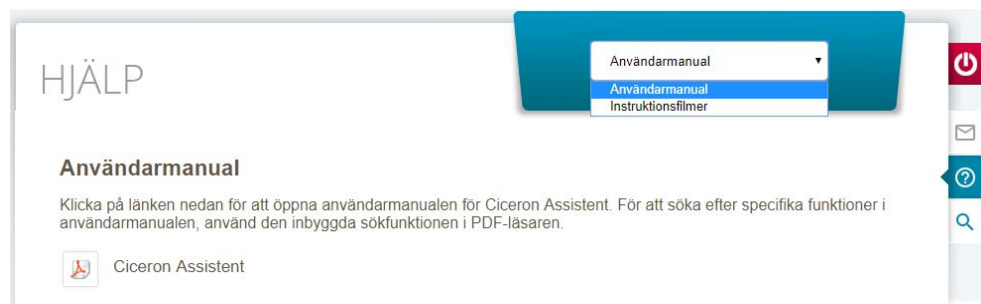 HJÄLP
Användarmanual
Användarmanual
Instruktionsfilmer
Användarmanual
Klicka på länken nedan för att öppna användarmanualen för Ciceron Assistent. För att söka efter specifika funktioner i
användarmanualen, använd den inbyggda sökfunktionen i PDF-läsaren.
Ciceron Assistent